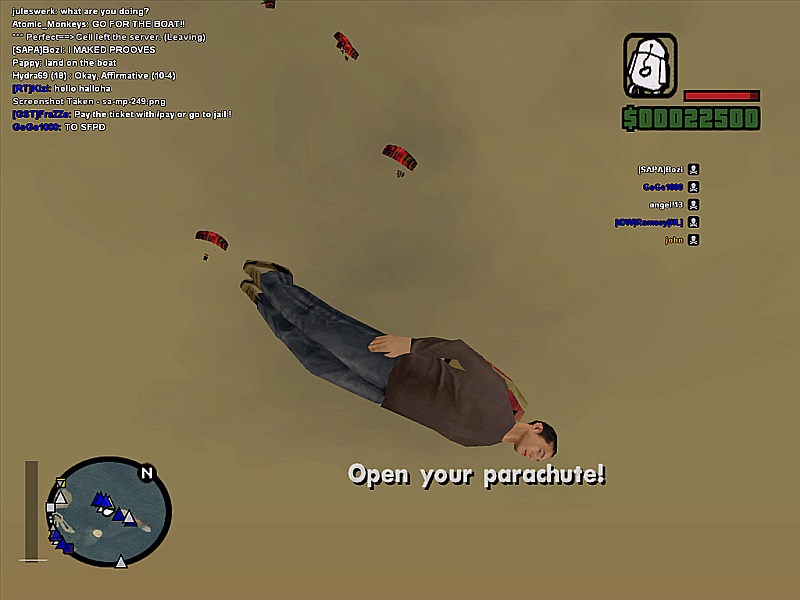 juleswerk: what are you doing?
Atomic_Monkeys: GO FOR THE BOAT!!
*** Perfect==>Cell left the server. (Leaving)
[SAPA]Bozi: I MAKED PROOVES
Pappy: land on the boat
Hydra69 (18) : Okay, Affirmative (10-4)
[RT]Kizi: hello halloha
Screenshot Taken - sa-mp-249.png
[GST]FraZZe: Pay the ticket with /pay or go to jail!
GoGo1000: TO SFPD
$00022500
[SAPA]Bozi
GoGo1000
angel!13
john
Open your parachute!
N